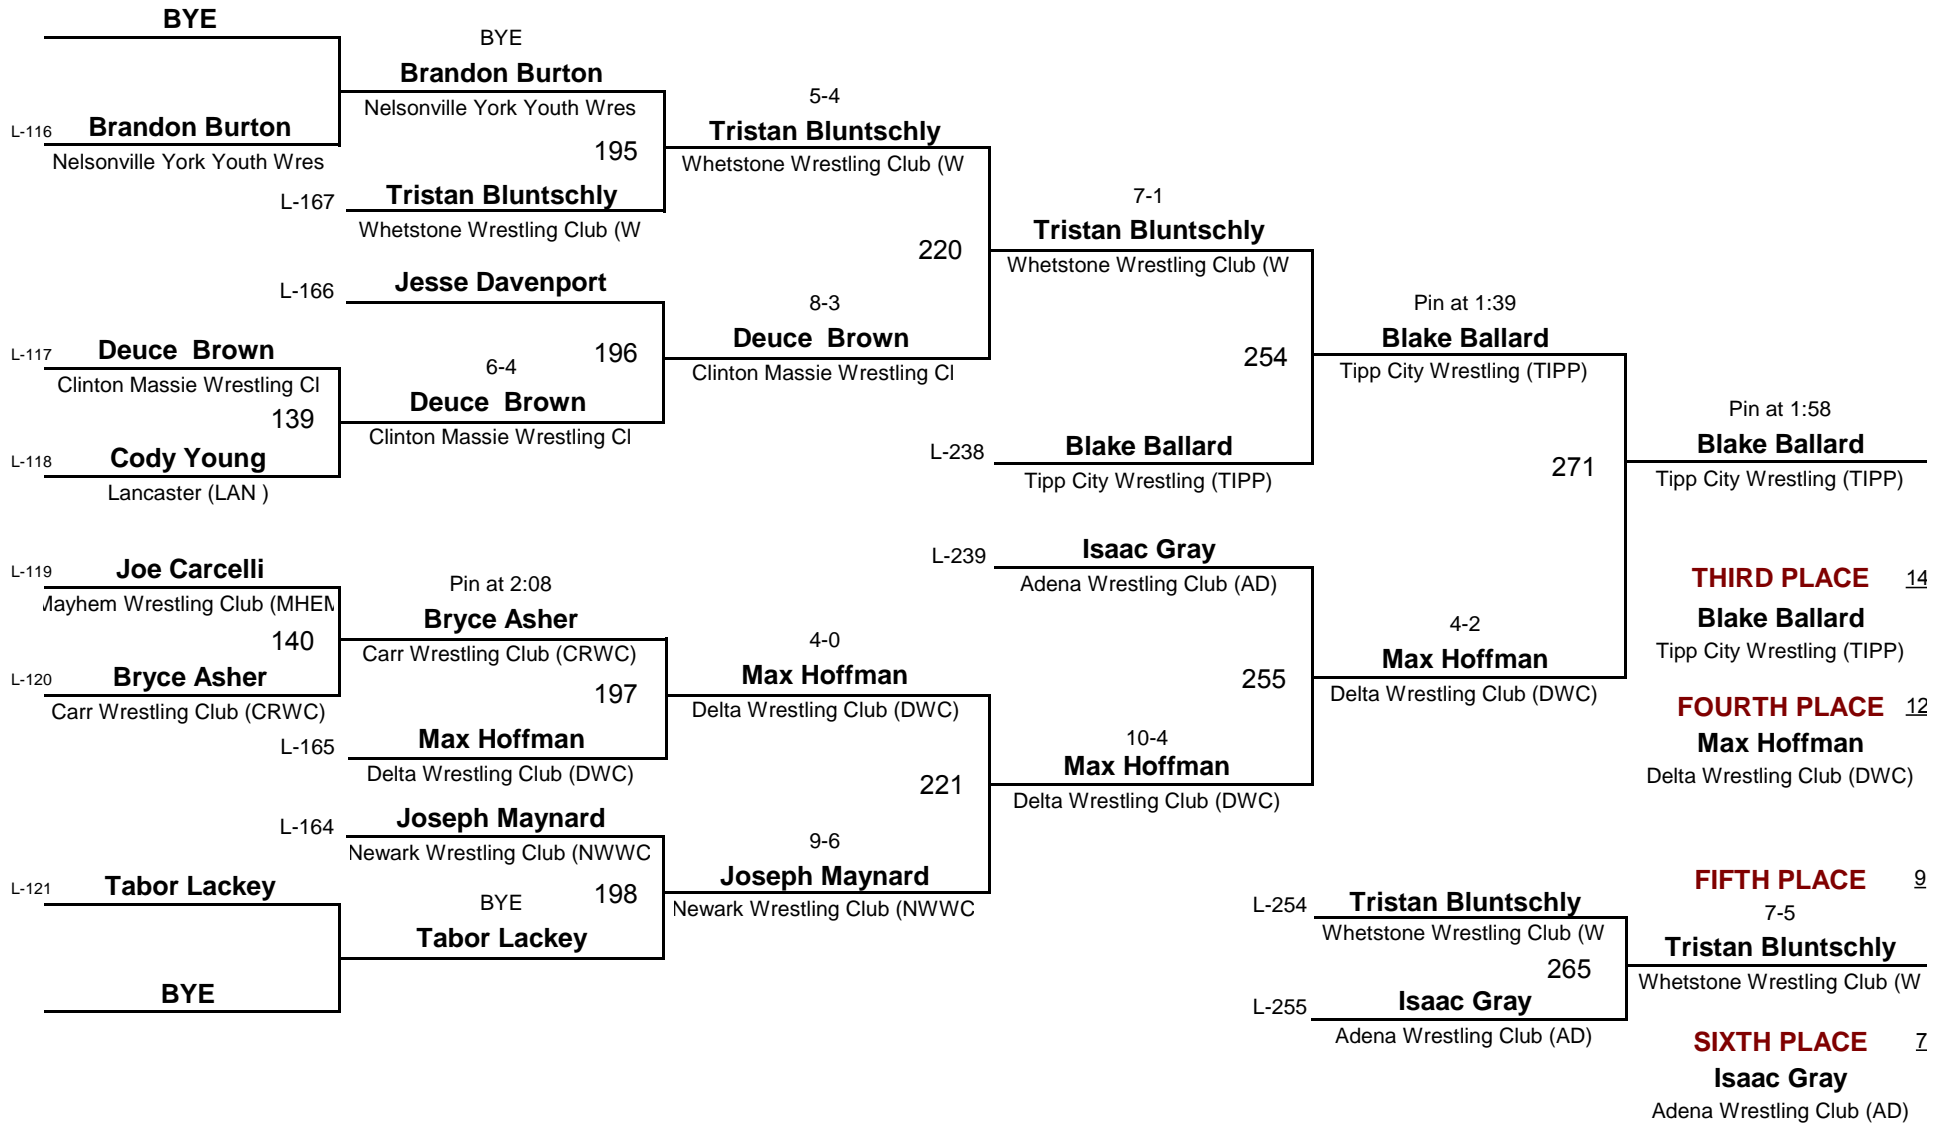 BYE
L-116 Brandon Burton
Nelsonville York Youth Wres
L-117 Deuce  Brown
Clinton Massie Wrestling Cl
139
L-118 Cody Young
Lancaster (LAN )
L-119 Joe Carcelli
Mayhem Wrestling Club (MHEM
140
L-120 Bryce Asher
Carr Wrestling Club (CRWC)
L-121 Tabor Lackey
BYE
BYE
Brandon Burton
Nelsonville York Youth Wres
195
L-167 Tristan Bluntschly
Whetstone Wrestling Club (W
L-166 Jesse Davenport
196
6-4
Deuce  Brown
Clinton Massie Wrestling Cl
Pin at 2:08
Bryce Asher
Carr Wrestling Club (CRWC)
197
L-165 Max Hoffman
Delta Wrestling Club (DWC)
L-164 Joseph Maynard
Newark Wrestling Club (NWWC
198
BYE
Tabor Lackey
5-4
Tristan Bluntschly
Whetstone Wrestling Club (W
220
8-3
Deuce  Brown
Clinton Massie Wrestling Cl
4-0
Max Hoffman
Delta Wrestling Club (DWC)
221
9-6
Joseph Maynard
Newark Wrestling Club (NWWC
7-1
Tristan Bluntschly
Whetstone Wrestling Club (W
254
L-238 Blake Ballard
Tipp City Wrestling (TIPP)
L-239 Isaac Gray
Adena Wrestling Club (AD)
255
10-4
Max Hoffman
Delta Wrestling Club (DWC)
Pin at 1:39
Blake Ballard
Tipp City Wrestling (TIPP)
271
4-2
Max Hoffman
Delta Wrestling Club (DWC)
L-254 Tristan Bluntschly
Whetstone Wrestling Club (W
265
L-255 Isaac Gray
Adena Wrestling Club (AD)
Pin at 1:58
Blake Ballard
Tipp City Wrestling (TIPP)
THIRD PLACE 14
Blake Ballard
Tipp City Wrestling (TIPP)
FOURTH PLACE 12
Max Hoffman
Delta Wrestling Club (DWC)
FIFTH PLACE 9
7-5
Tristan Bluntschly
Whetstone Wrestling Club (W
SIXTH PLACE 7
Isaac Gray
Adena Wrestling Club (AD)